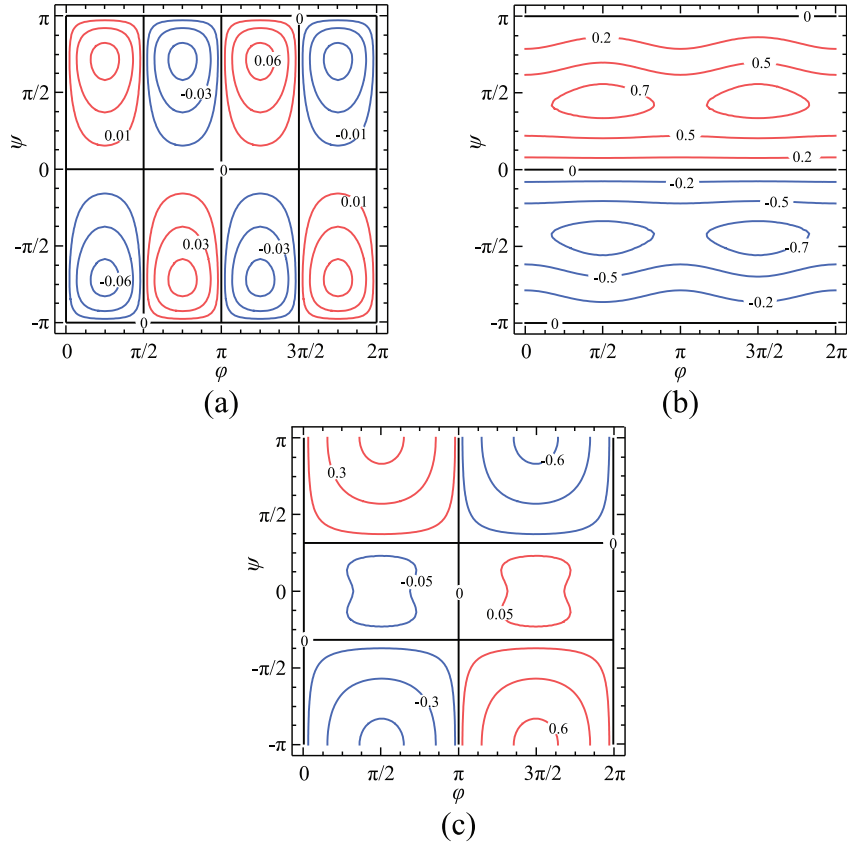 π 0 π 0
0.06 0.2
0.5
π/2 -0.03 π/2 0.7
0.01 -0.01 0.5
ψ 0 0 ψ 0 0.2
0
0.01 -0.2
-0.5
-π/2 0.03 -0.03 -π/2 -0.7
-0.06 -0.5
-0.2
-π 0 -π 0
0 π/2 π 3π/2 2π 0 π/2 π 3π/2 2π
φ φ
(a) (b)
π
0.3 -0.6
π/2
0
ψ 0 -0.05 0 0.05
0
-π/2
-0.3
0.6
-π
0 π/2 π 3π/2 2π
φ
(c)